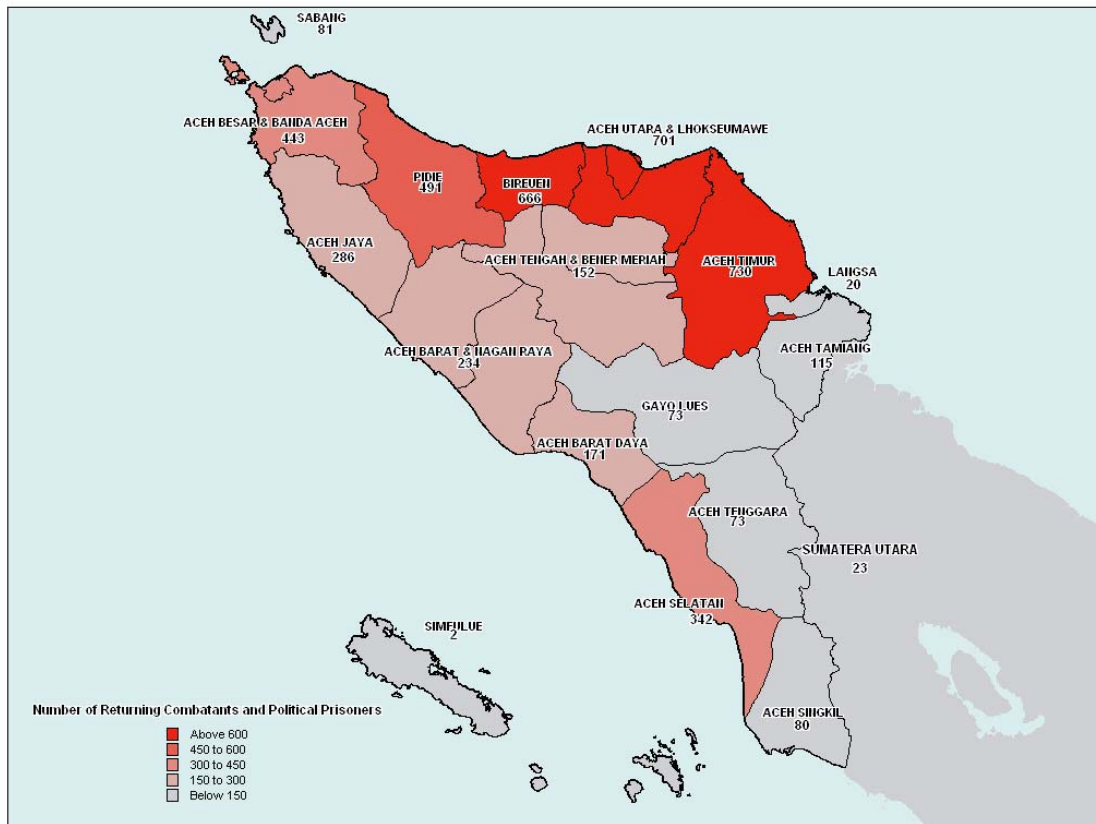 SABANG
81
ACEH BESAR & BANDA ACEH
443
ACEH UTARA & LHOKSEUMAWE
701
PIDIE
491
BIREUEN
666
ACEH JAYA
286
ACEH TENGAH & BENER MERIAH
152
ACEH TIMUR
730
LANGSA
20
ACEH BARAT & NAGAN RAYA
234
ACEH TAMIANG
115
GAYO LUES
73
ACEH BARAT DAYA
171
ACEH TENGGARA
73
SUMATERA UTARA
23
ACEH SELATAN
342
SIMEULUE
2
ACEH SINGKIL
80
Number of Returning Combatants and Political Prisoners
Above 600
450 to 600
300 to 450
150 to 300
Below 150